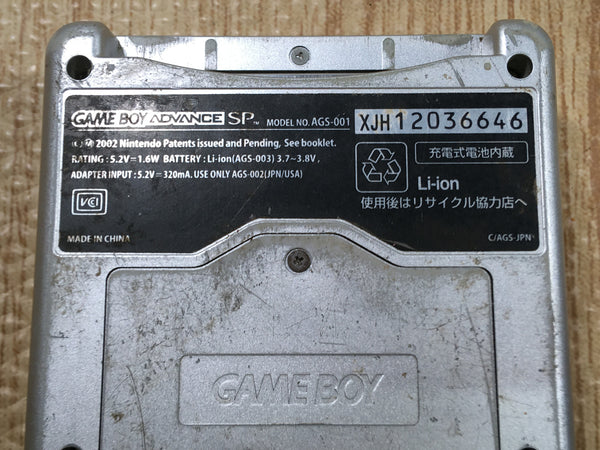 GAME BOY ADVANCE SP™ MODEL NO. AGS-001 XJH12036646
2002 Nintendo Patents issued and Pending, See booklet.
RATING : 5.2V⎓1.6W BATTERY : Li-ion(AGS-003) 3.7~3.8V,
ADAPTER INPUT : 5.2V⎓ 320mA. USE ONLY AGS-002(JPN/USA)
充電式電池内蔵
Li-ion
使用後はリサイクル協力店へ
VCI
MADE IN CHINA
C/AGS-JPN
GAME BOY